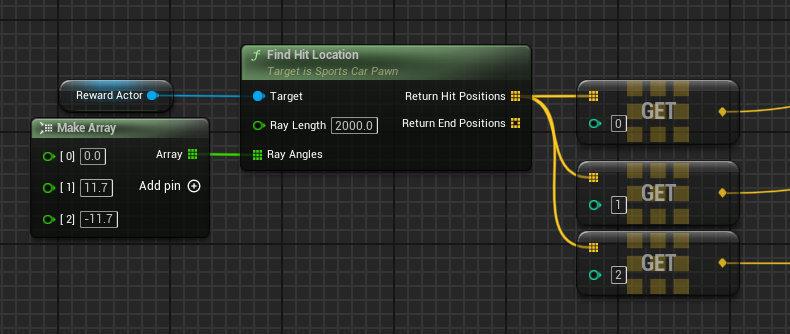 Find Hit Location
Target is Sports Car Pawn
Reward Actor
Target
Return Hit Positions
Ray Length 2000.0
Return End Positions
Ray Angles
Make Array
[0] 0.0
Array
[1] 11.7
Add pin
[2] -11.7
GET
0
GET
1
GET
2